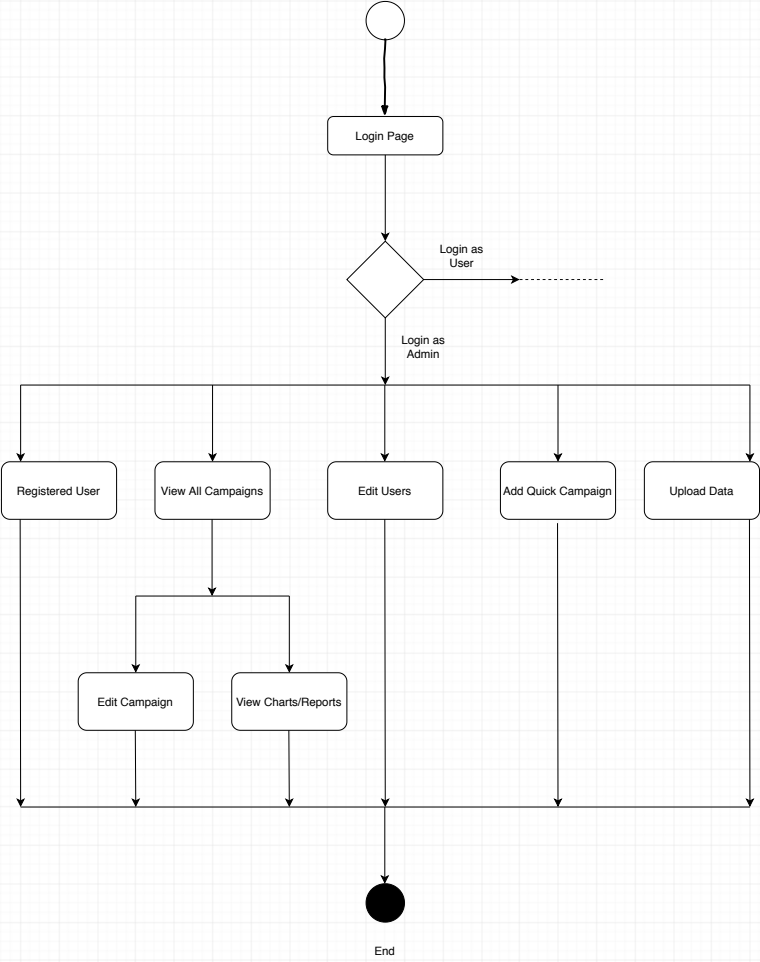 Login Page
Login as
User
Login as
Admin
Registered User
View All Campaigns
Edit Users
Add Quick Campaign
Upload Data
Edit Campaign
View Charts/Reports
End